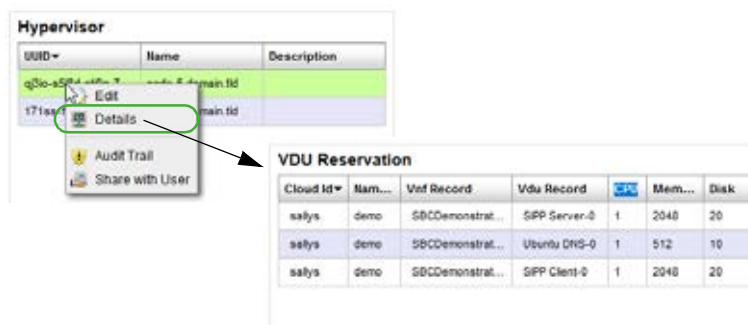 Hypervisor
UUID Name Description
Edit
Details
Audit Trail
Share with User
VDU Reservation
Cloud Id Nam... Vnf Record Vdu Record CPU Mem... Disk
sallys demo SBCDemonstrat... SIPP Server-0 1 2048 20
sallys demo SBCDemonstrat... Ubuntu DNS-0 1 512 10
sallys demo SBCDemonstrat... SIPP Client-0 1 2048 20